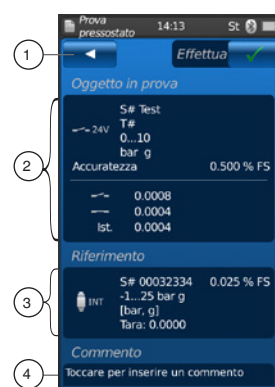 Prova
pressostato 14:13 St
1
Effettua
Oggetto in prova
2
S# Test
24V T#
0...10
bar g
Accuratezza 0.500 % FS
0.0008
0.0004
Ist. 0.0004
Riferimento
3
S# 00032334 0.025 % FS
INT -1...25 bar g
[bar, g]
Tara: 0.0000
Commento
4
Toccare per inserire un commento